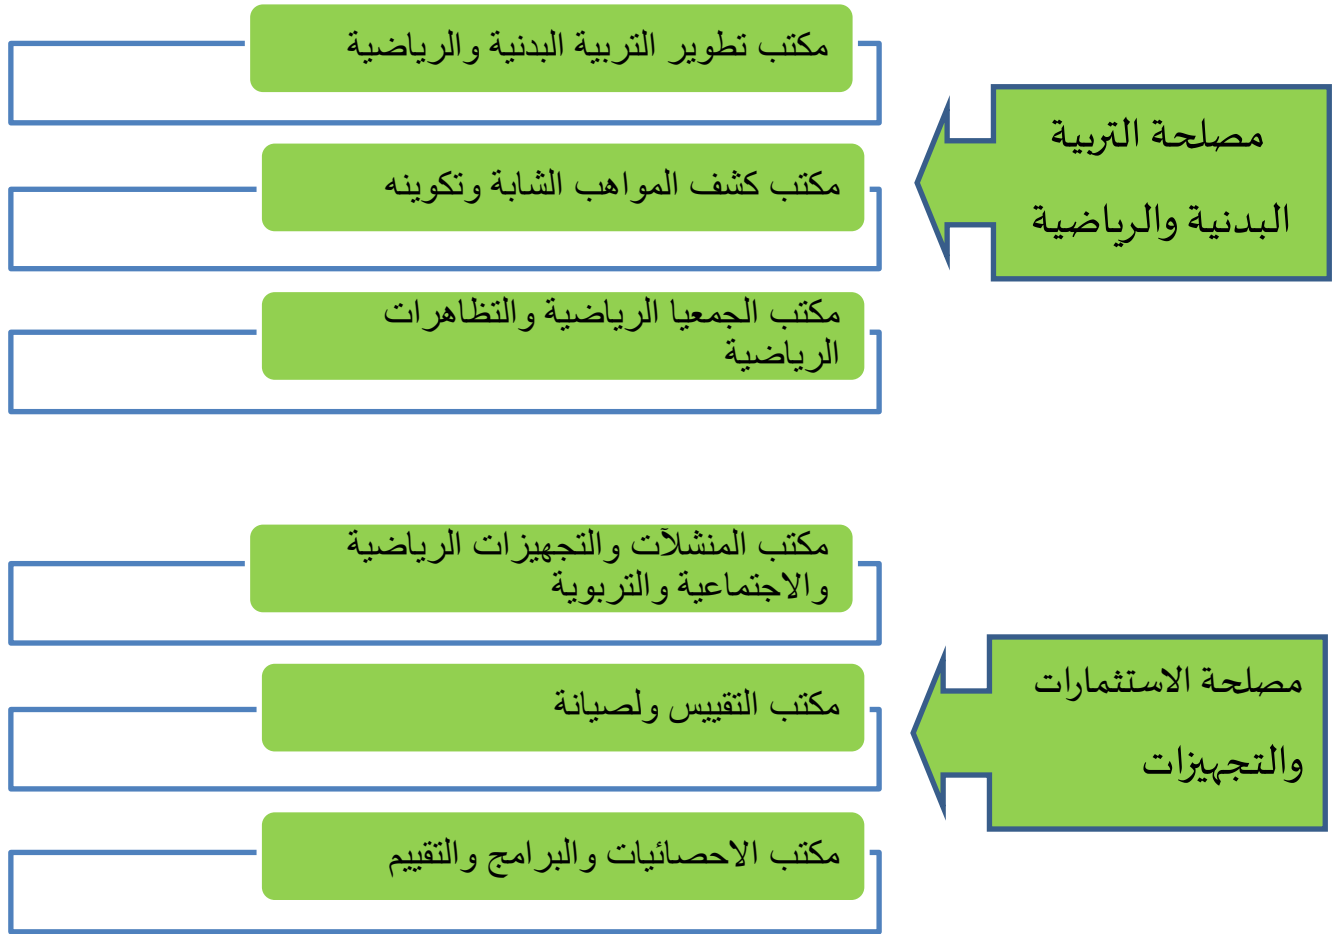 مصلحة التربية
البدنية والرياضية
مكتب تطوير التربية البدنية والرياضية
مكتب كشف المواهب الشابة وتكوينه
مكتب الجمعيا الرياضية والتظاهرات
الرياضية
مصلحة الاستثمارات
والتجهيزات
مكتب المنشلآت والتجهيزات الرياضية
والاجتماعية والتربوية
مكتب التقييس ولصيانة
مكتب الاحصائيات والبرامج والتقييم